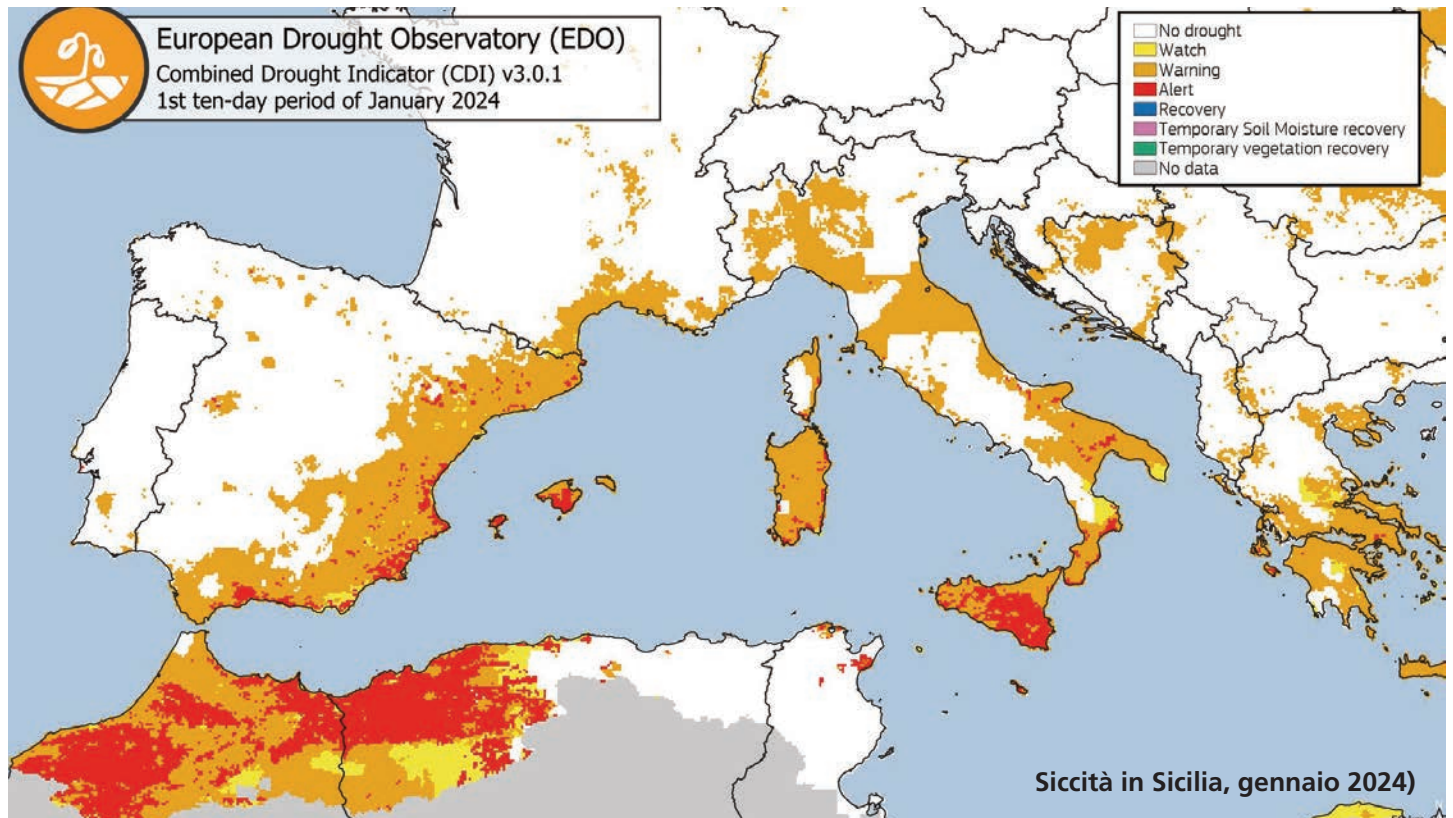 European Drought Observatory (EDO)
Combined Drought Indicator (CDI) v3.0.1
1st ten-day period of January 2024
No drought
Watch
Warning
Alert
Recovery
Temporary Soil Moisture recovery
Temporary vegetation recovery
No data
Siccità in Sicilia, gennaio 2024)